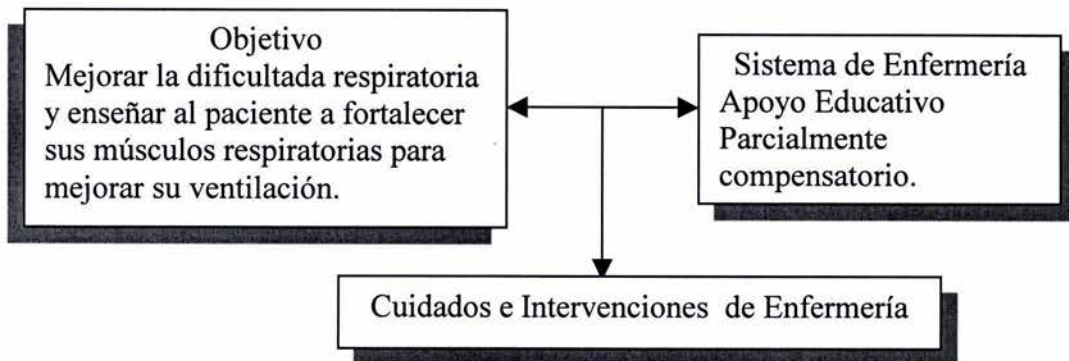 Objetivo
Mejorar la dificultada respiratoria
y enseñar al paciente a fortalecer
sus músculos respiratorias para
mejorar su ventilación.
Sistema de Enfermería
Apoyo Educativo
Parcialmente
compensatorio.
Cuidados e Intervenciones de Enfermería